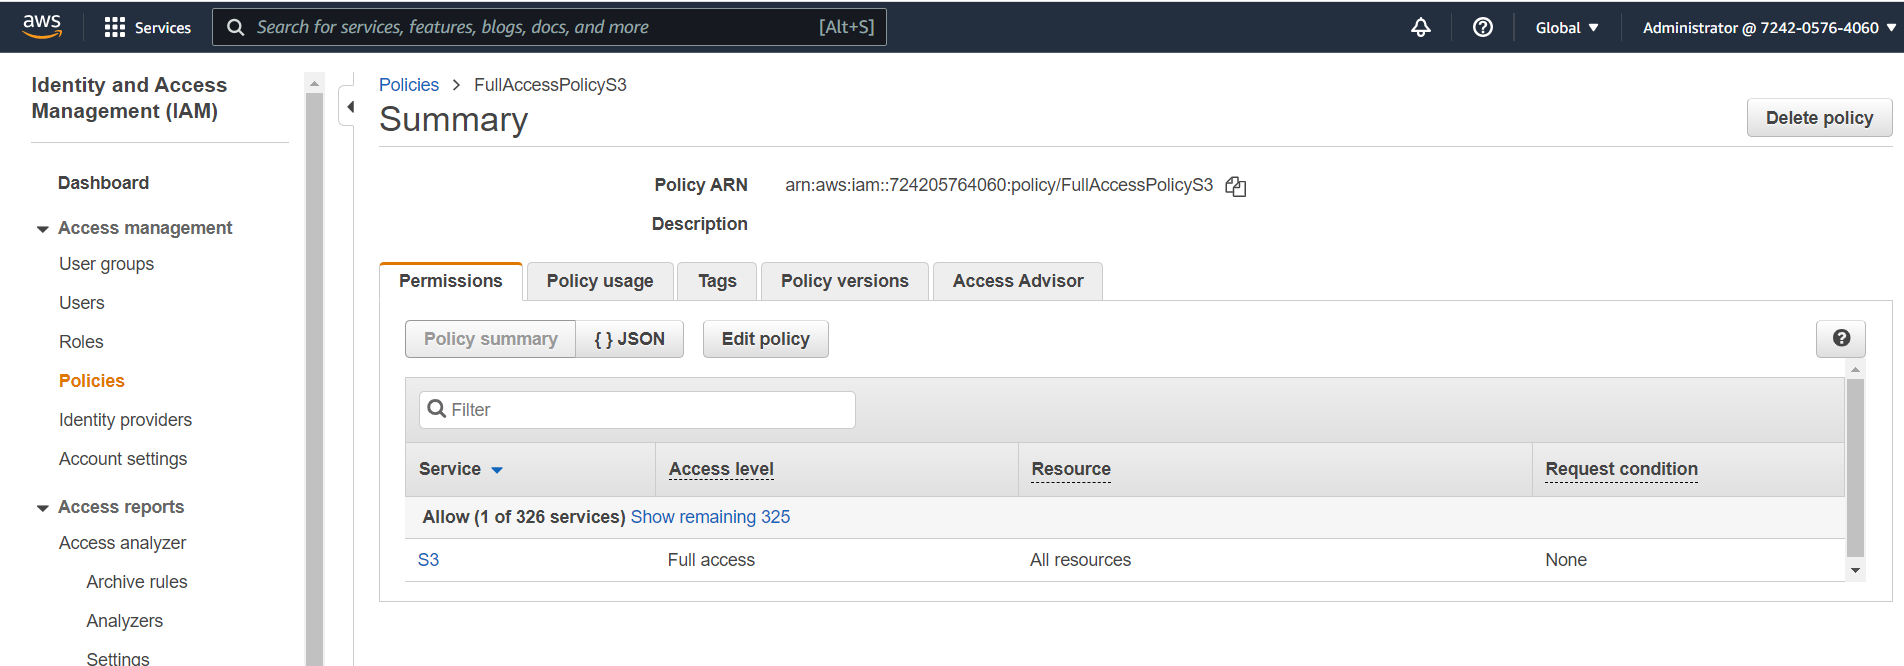 aws
Services
Search for services, features, blogs, docs, and more [Alt+S]
Global
Administrator @ 7242-0576-4060
Identity and Access
Management (IAM)
Dashboard
Access management
User groups
Users
Roles
Policies
Identity providers
Account settings
Access reports
Access analyzer
Archive rules
Analyzers
Settings
Policies > FullAccessPolicyS3
Summary
Delete policy
Policy ARN arn:aws:iam::724205764060:policy/FullAccessPolicyS3
Description
Permissions Policy usage Tags Policy versions Access Advisor
Policy summary { } JSON Edit policy
Filter
Service Access level Resource Request condition
Allow (1 of 326 services) Show remaining 325
S3 Full access All resources None